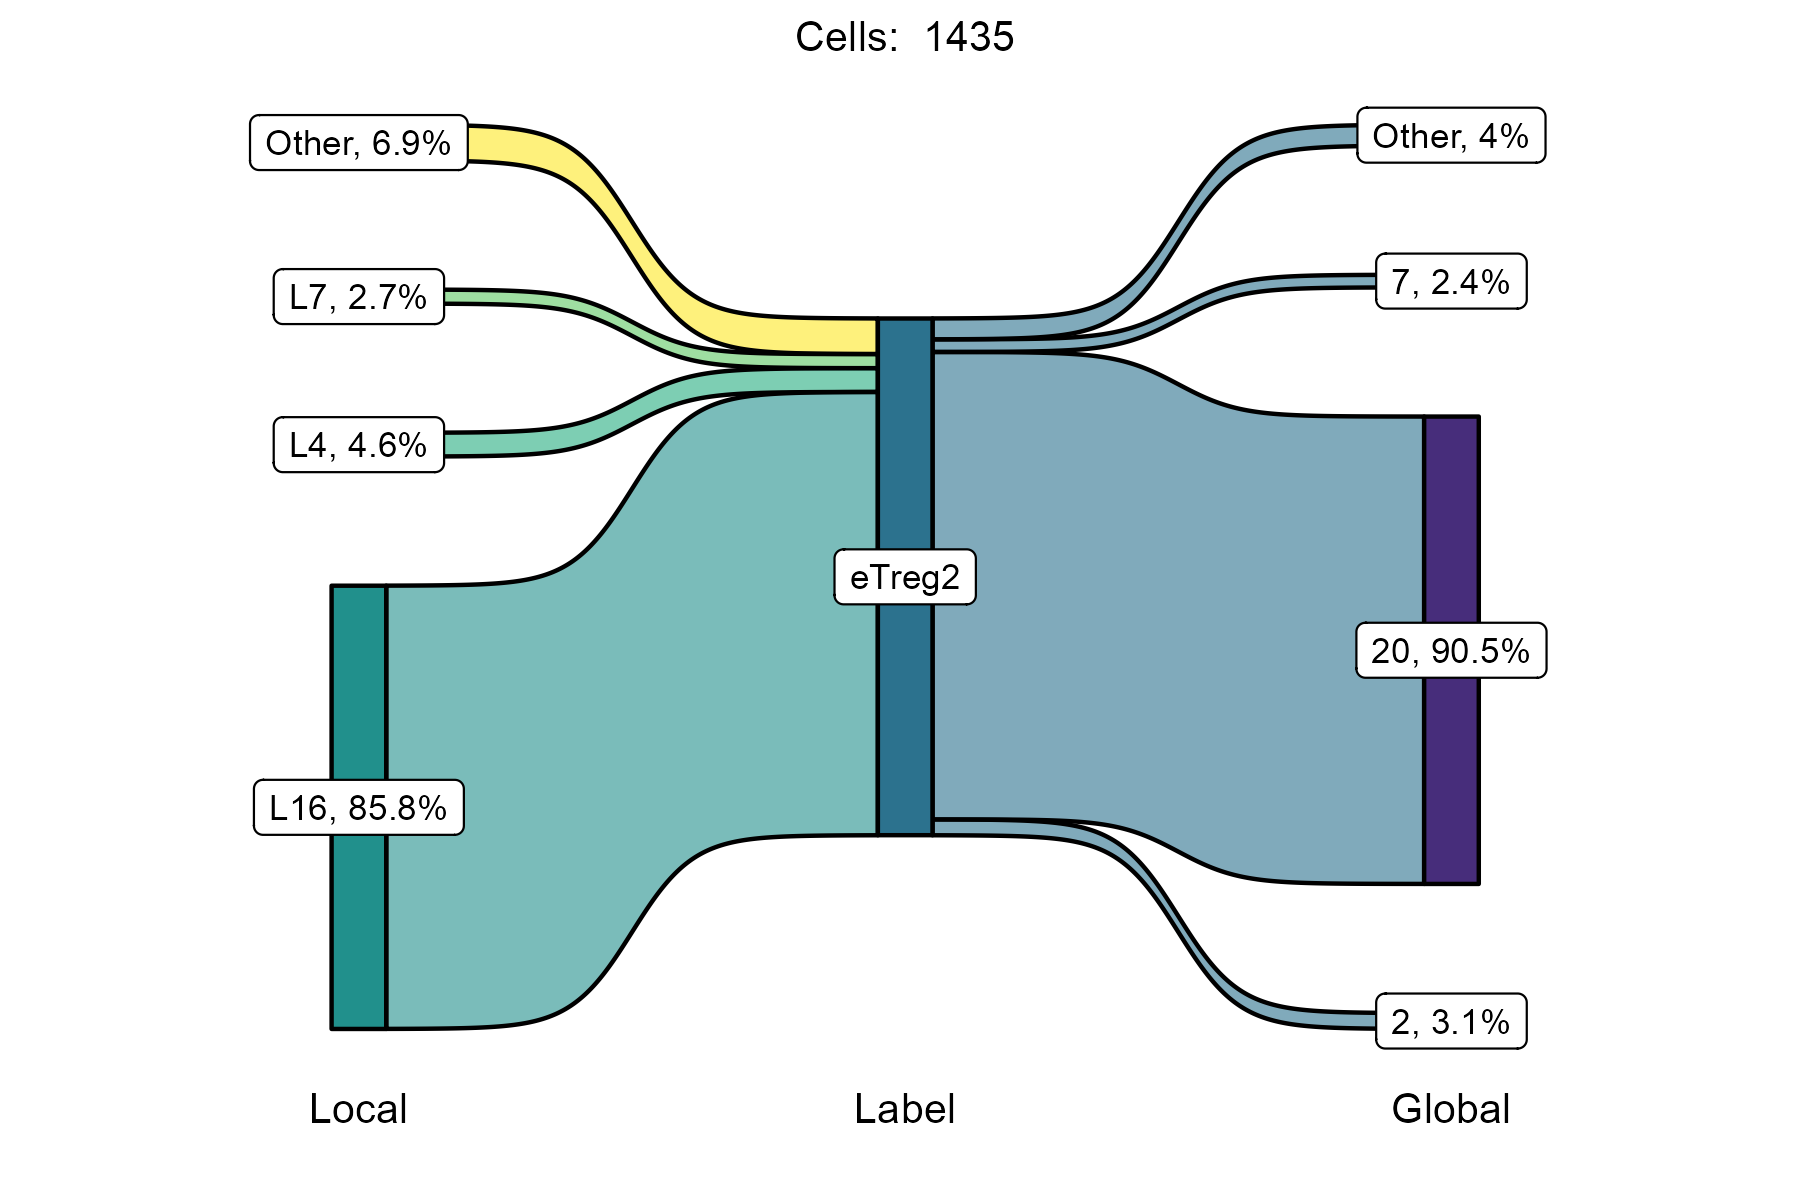 Cells:  1435
Other, 6.9%
L7, 2.7%
L4, 4.6%
L16, 85.8%
eTreg2
Other, 4%
7, 2.4%
20, 90.5%
2, 3.1%
Local
Label
Global